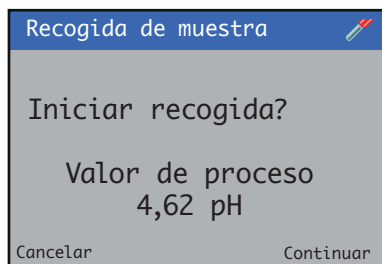 Recogida de muestra
Iniciar recogida?
Valor de proceso
4,62 pH
Cancelar Continuar